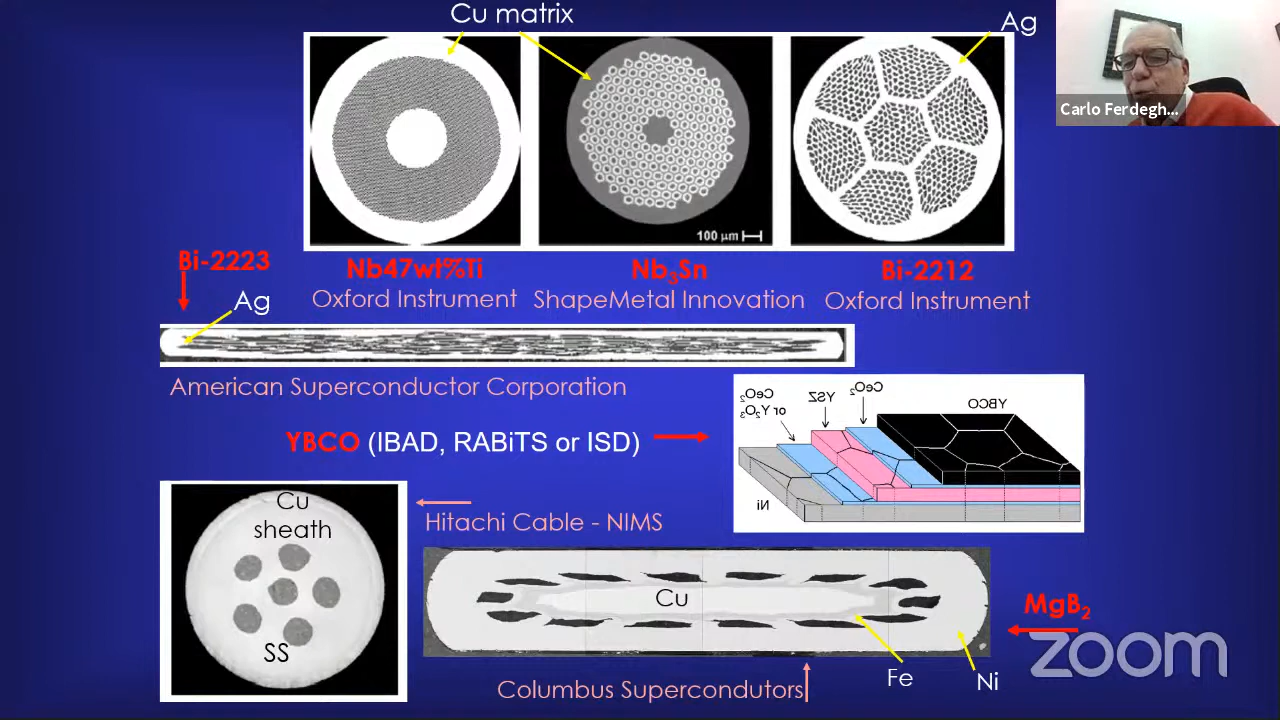 Cu matrix
Ag
Carlo Ferdegh...
100 μm
Bi-2223
Nb47wt%Ti
Nb₃Sn
Bi-2212
Ag
Oxford Instrument
ShapeMetal Innovation
Oxford Instrument
American Superconductor Corporation
CeO₂
or Y₂O₃
YSZ
CeO₂
YBCO
Ni
YBCO (IBAD, RABiTS or ISD)
Cu
sheath
SS
Hitachi Cable - NIMS
Cu
MgB₂
zoom
Fe
Ni
Columbus Supercondutors